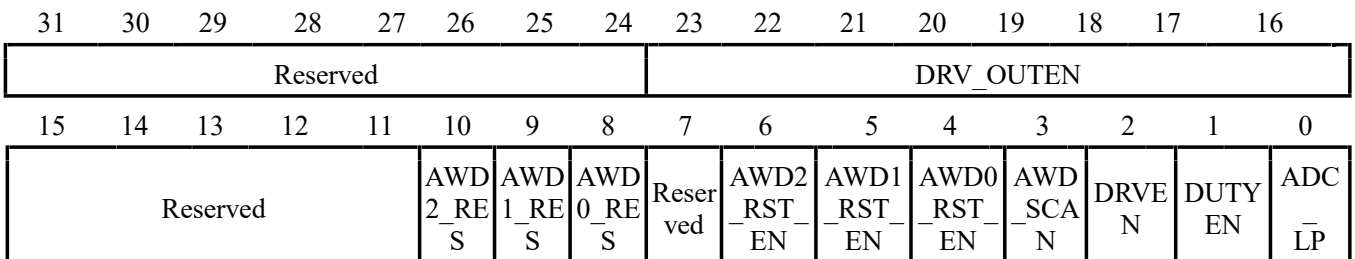 31 30 29 28 27 26 25 24 23 22 21 20 19 18 17 16
Reserved DRV_OUTEN
15 14 13 12 11 10 9 8 7 6 5 4 3 2 1 0
Reserved AWD2_RES AWD1_RES AWD0_RES Reserved AWD2_RST_EN AWD1_RST_EN AWD0_RST_EN AWD_SCAN DRVEN DUTYEN ADC_LP